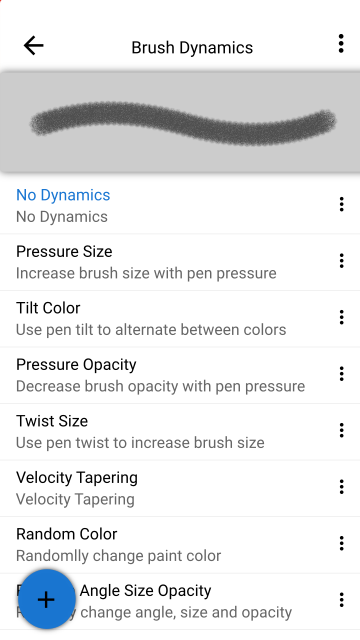 Brush Dynamics
No Dynamics
No Dynamics
Pressure Size
Increase brush size with pen pressure
Tilt Color
Use pen tilt to alternate between colors
Pressure Opacity
Decrease brush opacity with pen pressure
Twist Size
Use pen twist to increase brush size
Velocity Tapering
Velocity Tapering
Random Color
Randomlly change paint color
Angle Size Opacity
change angle, size and opacity